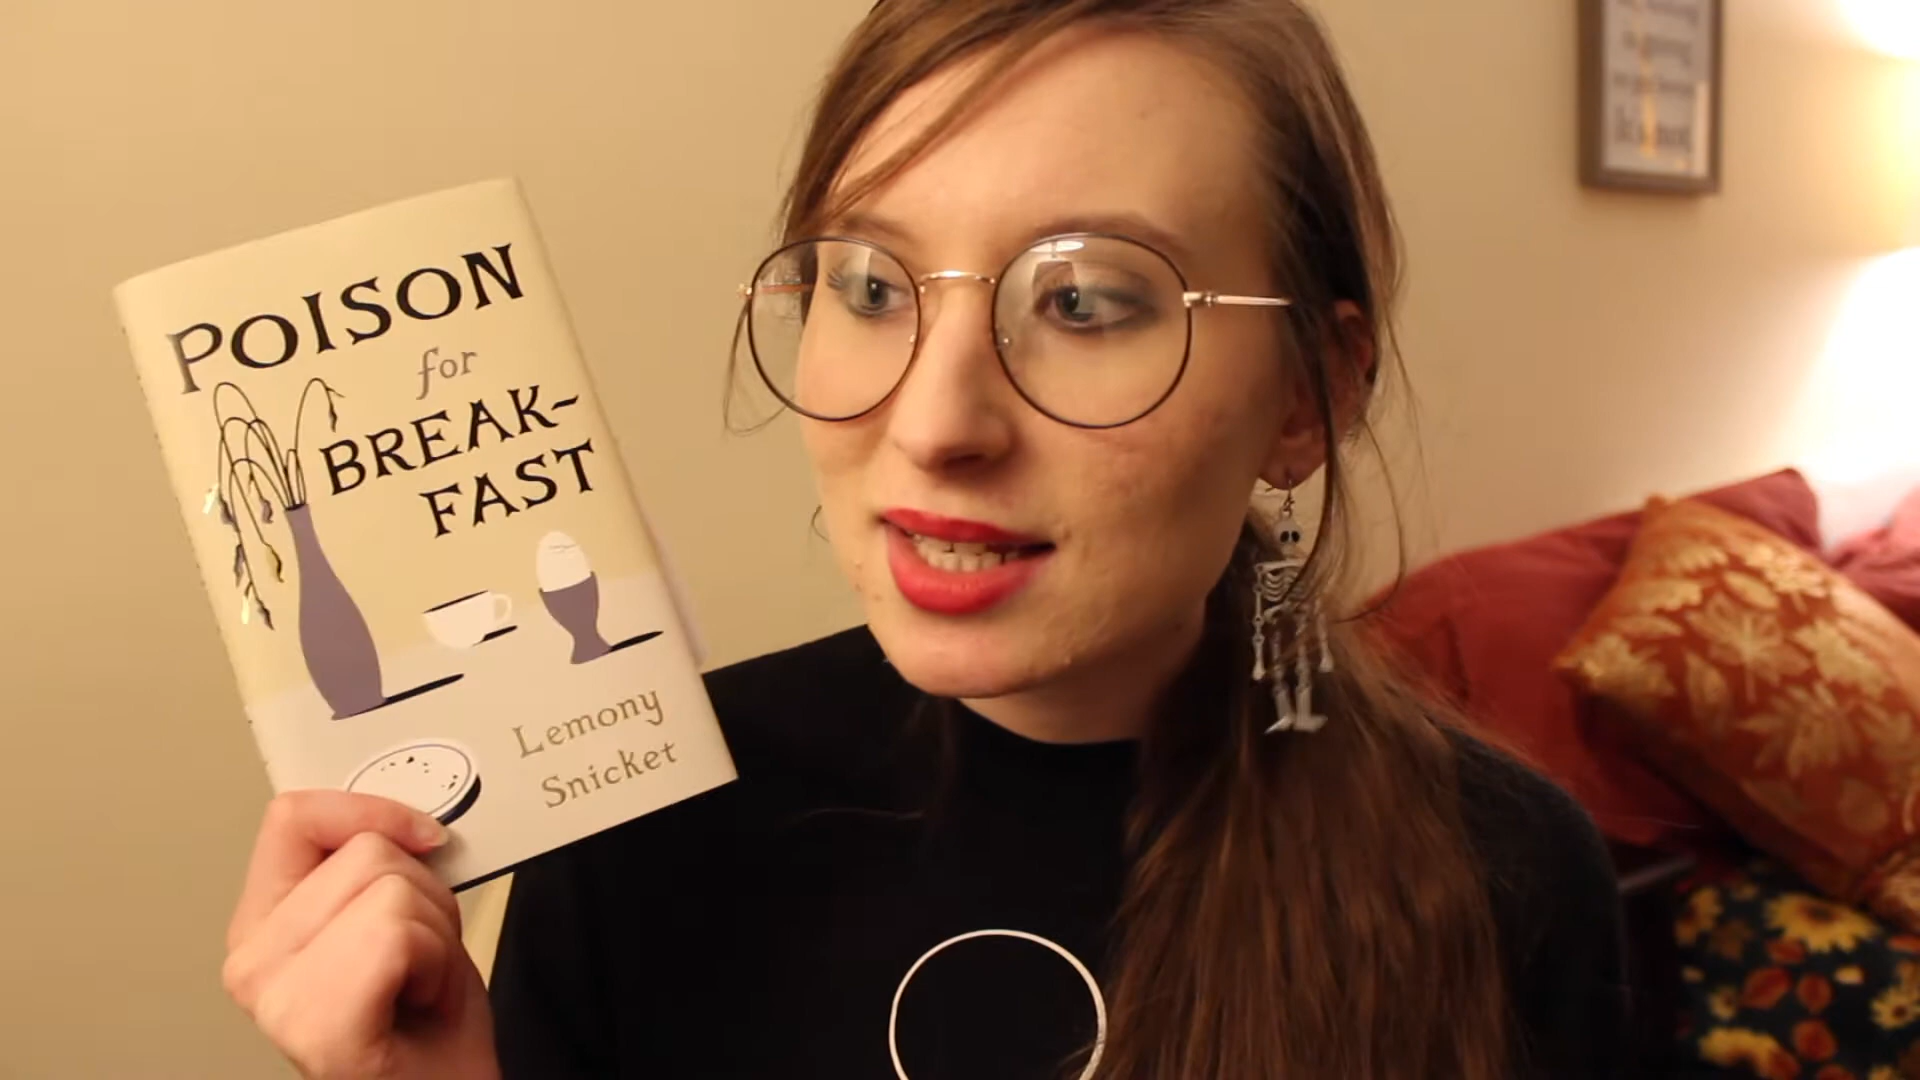 POISON
for
BREAK-
FAST
Lemony
Snicket